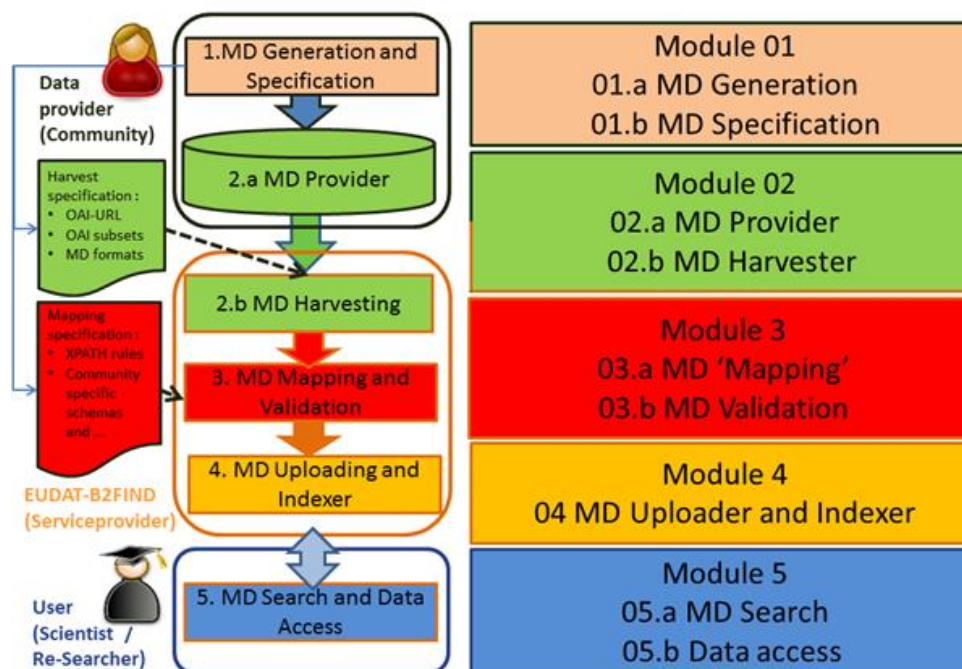 Data
provider
(Community)
1.MD Generation and
Specification
2.a MD Provider
Harvest
specification :
• OAI-URL
• OAI subsets
• MD formats
2.b MD Harvesting
Mapping
specification :
• XPATH rules
• Community
specific
schemas
and ...
3. MD Mapping and
Validation
4. MD Uploading and
Indexer
EUDAT-B2FIND
(Serviceprovider)
5. MD Search and Data
Access
User
(Scientist /
Re-Searcher)
Module 01
01.a MD Generation
01.b MD Specification
Module 02
02.a MD Provider
02.b MD Harvester
Module 3
03.a MD ‘Mapping’
03.b MD Validation
Module 4
04 MD Uploader and Indexer
Module 5
05.a MD Search
05.b Data access